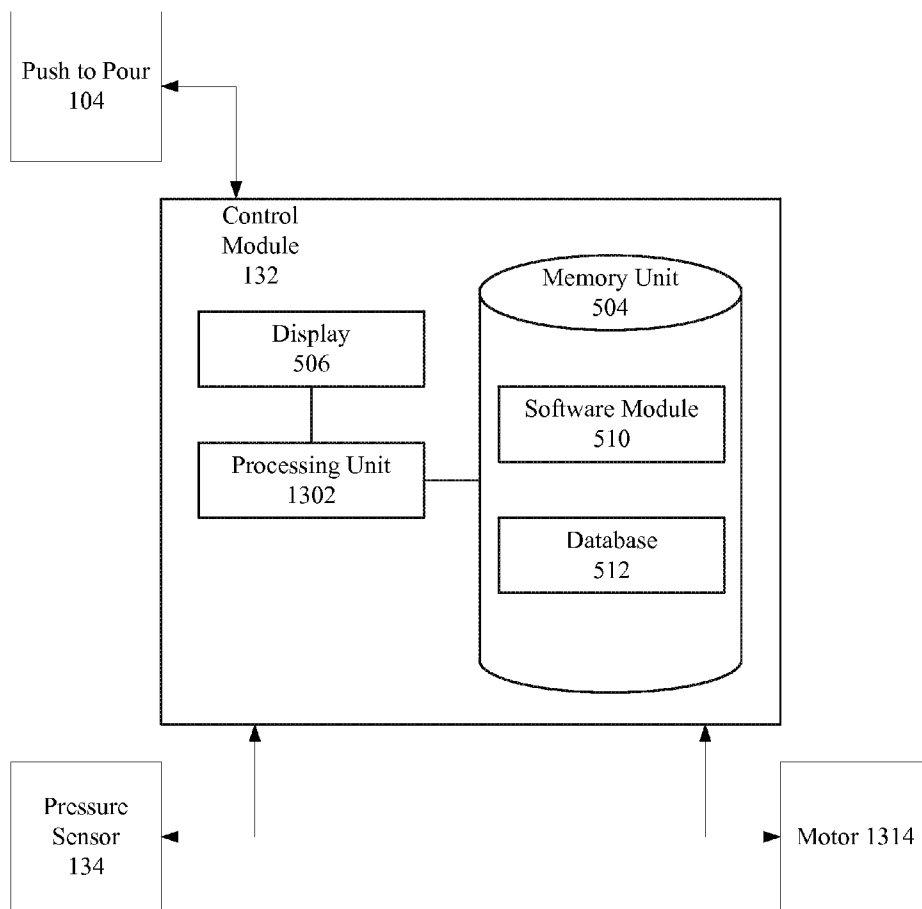 Push to Pour
104
Control
Module
132
Memory Unit
504
Display
506
Software Module
510
Processing Unit
1302
Database
512
Pressure
Sensor
134
Motor 1314